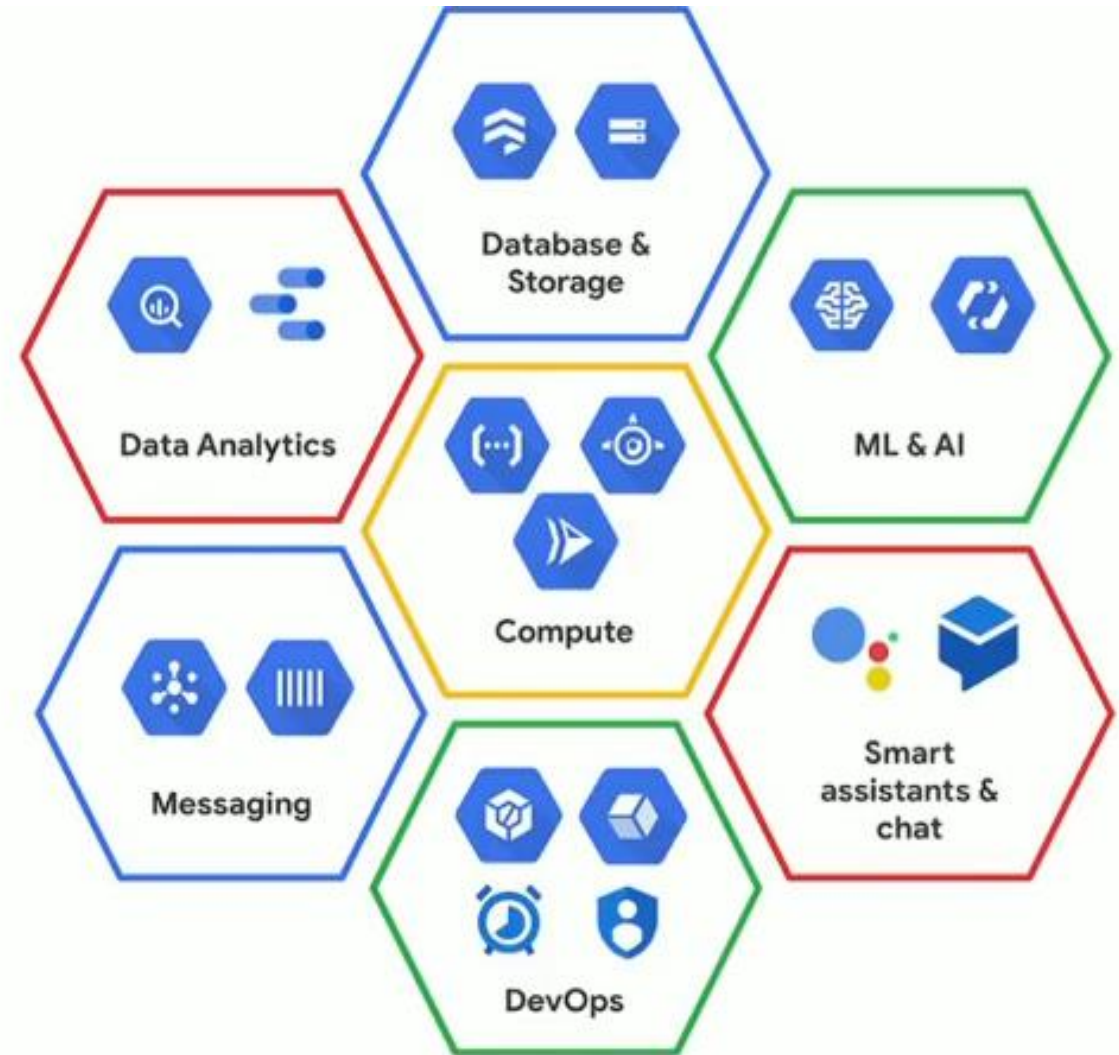 Database &
Storage
Data Analytics
ML & AI
Compute
Messaging
Smart
assistants &
chat
DevOps